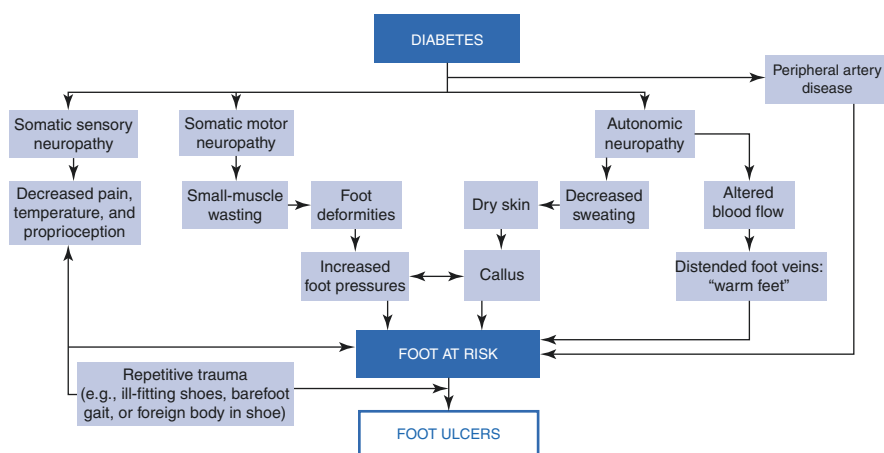 DIABETES
Peripheral artery
disease
Somatic sensory
neuropathy
Somatic motor
neuropathy
Autonomic
neuropathy
Decreased pain,
temperature, and
proprioception
Small-muscle
wasting
Foot
deformities
Dry skin
Decreased
sweating
Altered
blood flow
Increased
foot pressures
Callus
Distended foot veins:
“warm feet”
FOOT AT RISK
Repetitive trauma
(e.g., ill-fitting shoes, barefoot
gait, or foreign body in shoe)
FOOT ULCERS